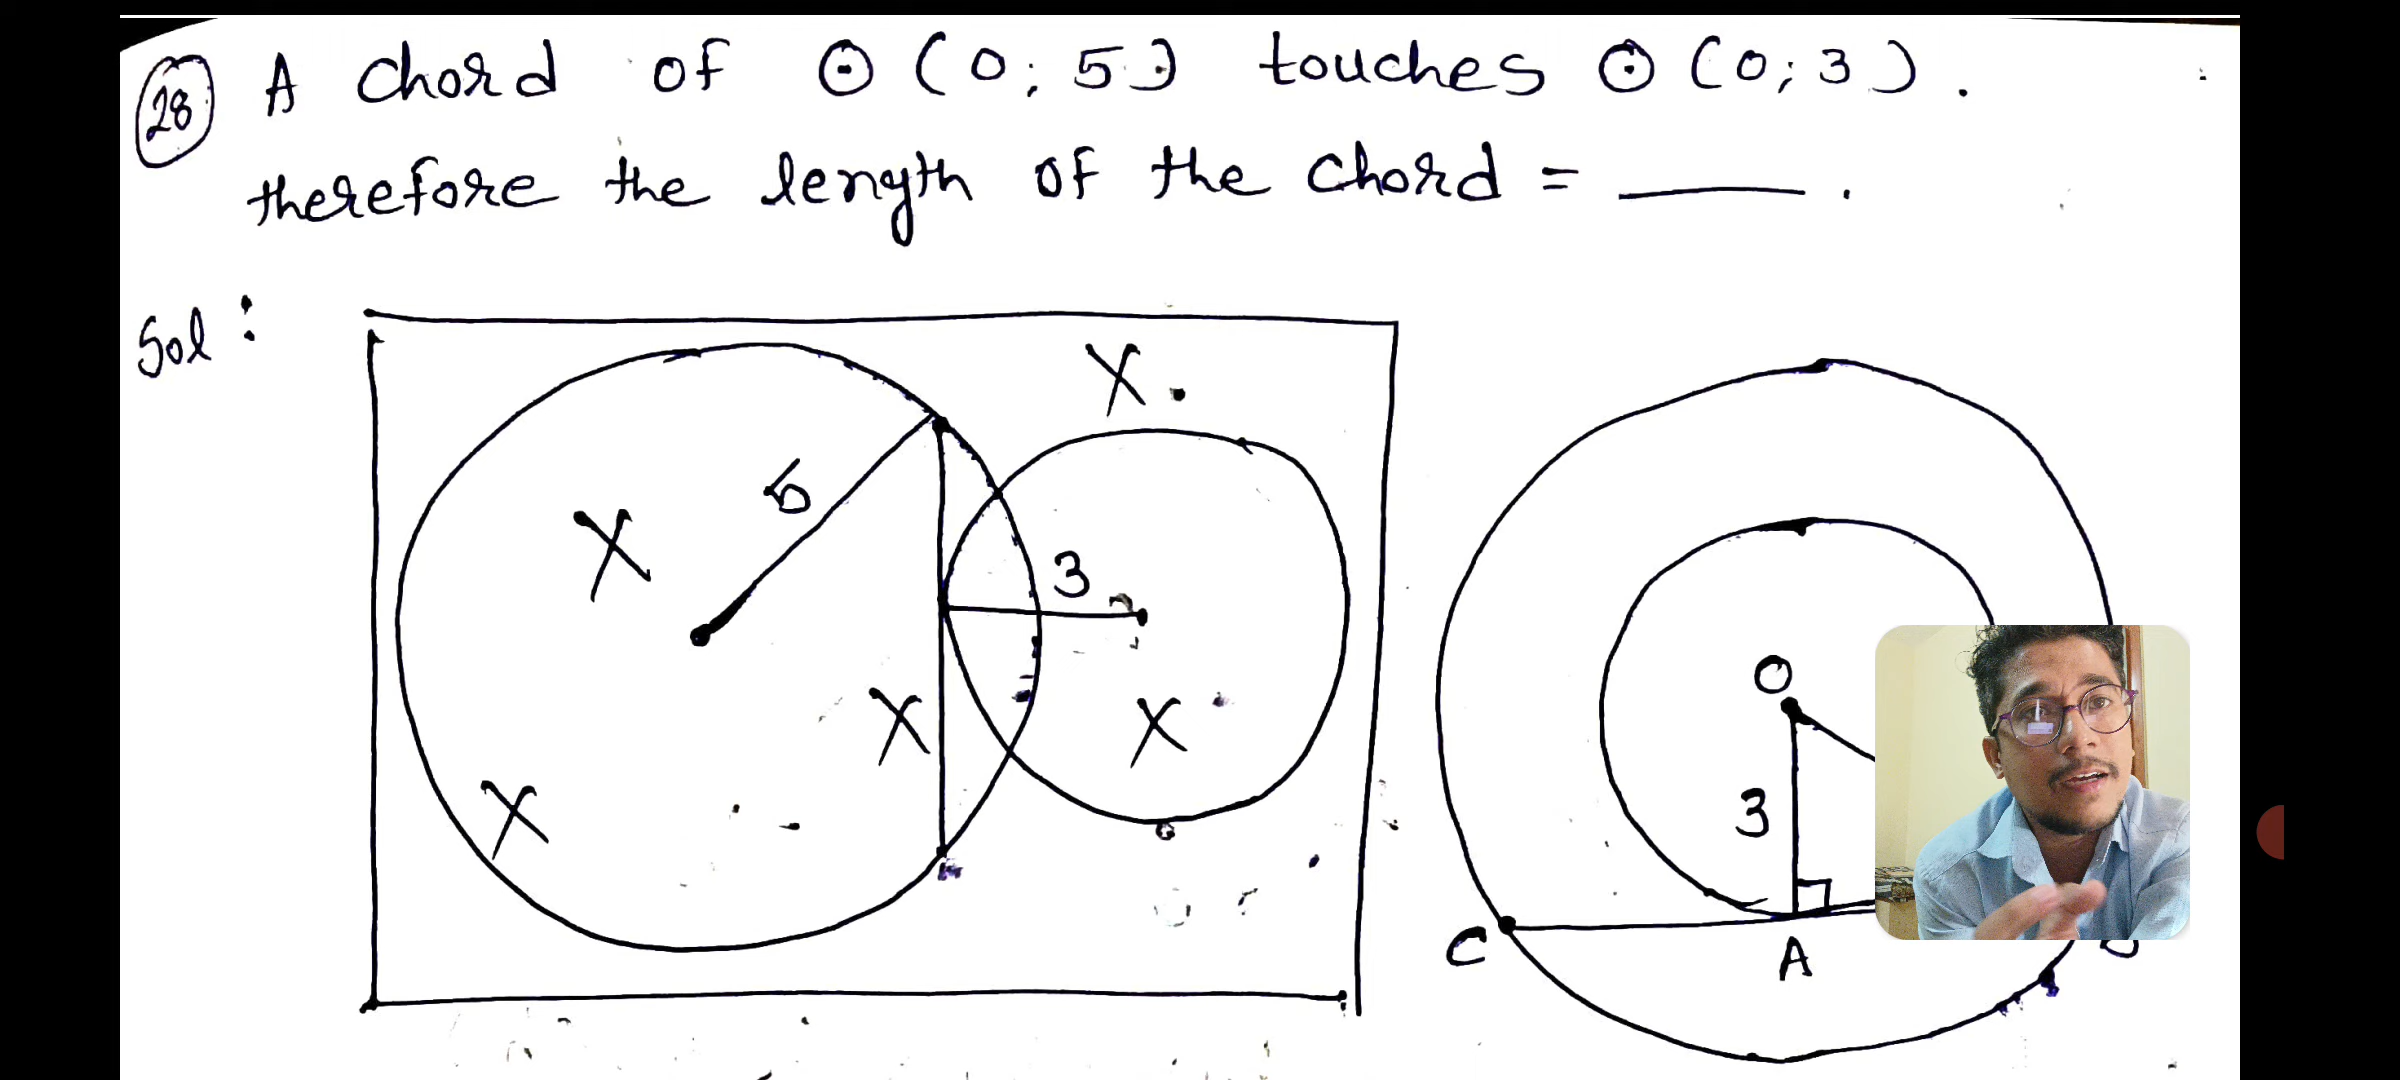 28 A chord of ⊙ (O; 5) touches ⊙ (O; 3).
therefore the length of the chord = ____ .
Sol :
X .
5
X
3
O
X
X
3
X
C
A